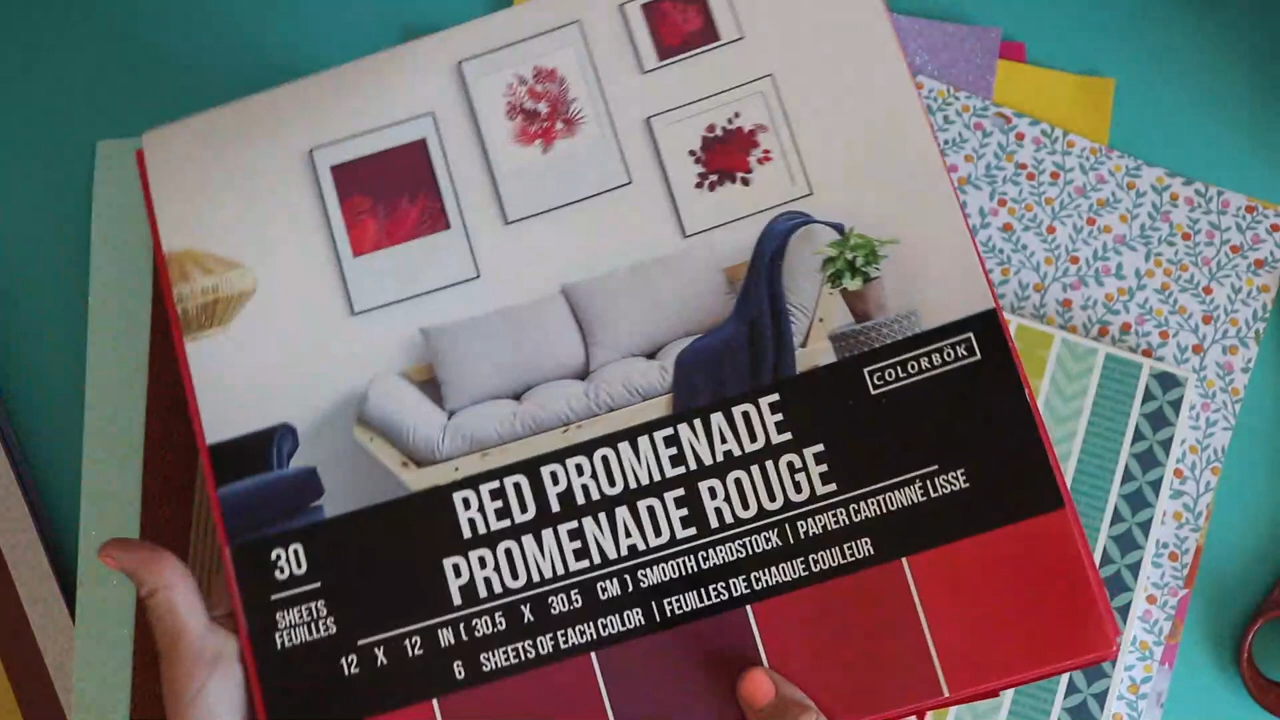 COLORBÖK
RED PROMENADE
PROMENADE ROUGE
30
SHEETS
FEUILLES
12 X 12 IN ( 30.5 X 30.5 CM ) SMOOTH CARDSTOCK | PAPIER CARTONNÉ LISSE
6 SHEETS OF EACH COLOR | FEUILLES DE CHAQUE COULEUR